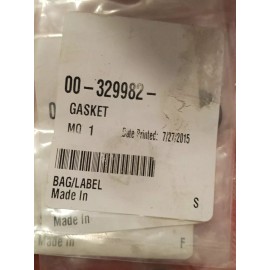 00-329982-
0 GASKET
MQ 1 Date Printed: 7/27/2015
BAG/LABEL
Made In S
Made In
F